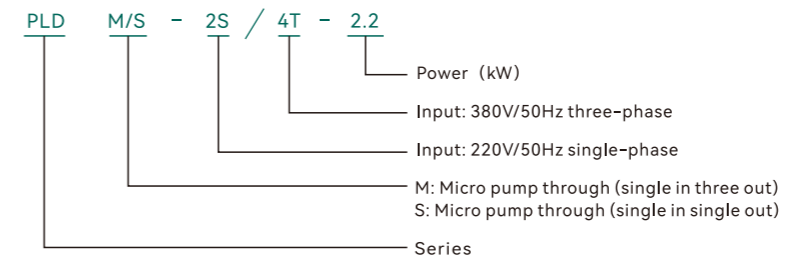 PLD M/S - 2S / 4T - 2.2
Power (kW)
Input: 380V/50Hz three-phase
Input: 220V/50Hz single-phase
M: Micro pump through (single in three out)
S: Micro pump through (single in single out)
Series